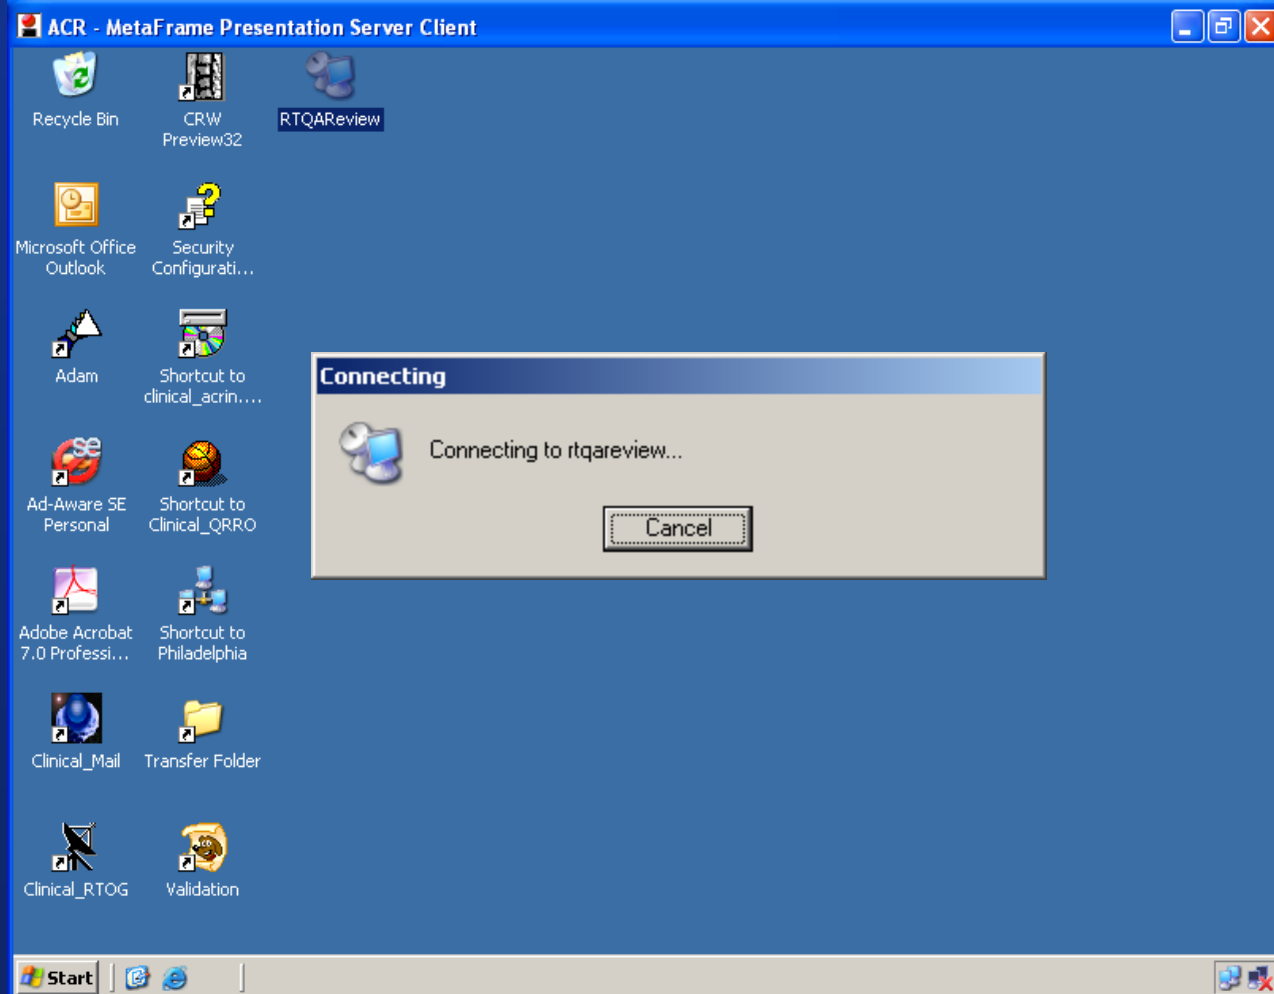 ACR - MetaFrame Presentation Server Client
Recycle Bin
CRW
Preview32
RTQAReview
Microsoft Office
Outlook
Security
Configurati...
Adam
Shortcut to
clinical_acrin....
Connecting
Connecting to rtqareview...
Cancel
Ad-Aware SE
Personal
Shortcut to
Clinical_QRRO
Adobe Acrobat
7.0 Professi...
Shortcut to
Philadelphia
Clinical_Mail
Transfer Folder
Clinical_RTOG
Validation
Start